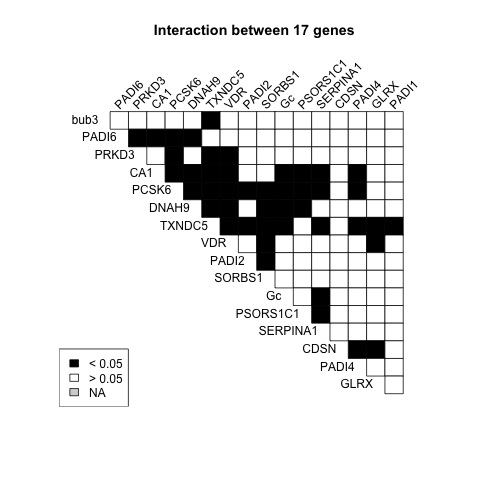 Interaction between 17 genes
PADI6
PRKD3
CA1
PCSK6
DNAH9
TXNDC5
VDR
PADI2
SORBS1
Gc
PSORS1C1
SERPINA1
CDSN
PADI4
GLRX
PADI1
bub3
PADI6
PRKD3
CA1
PCSK6
DNAH9
TXNDC5
VDR
PADI2
SORBS1
Gc
PSORS1C1
SERPINA1
CDSN
PADI4
GLRX
< 0.05
> 0.05
NA